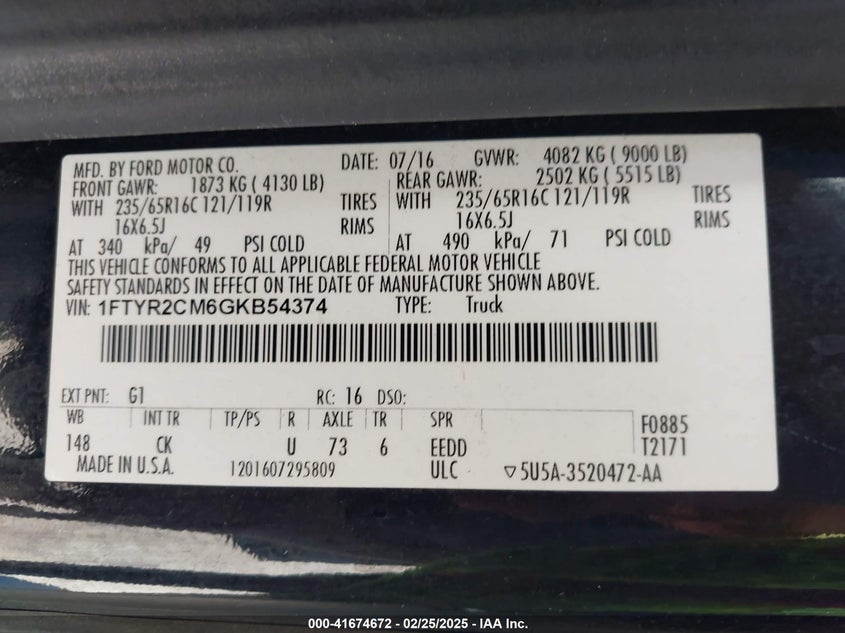 MFD. BY FORD MOTOR CO. DATE: 07/16 GVWR: 4082 KG ( 9000 LB)
FRONT GAWR: 1873 KG ( 4130 LB) REAR GAWR: 2502 KG ( 5515 LB)
WITH 235/65R16C 121/119R TIRES WITH 235/65R16C 121/119R TIRES
16X6.5J RIMS 16X6.5J RIMS
AT 340 kPa/ 49 PSI COLD AT 490 kPa/ 71 PSI COLD
THIS VEHICLE CONFORMS TO ALL APPLICABLE FEDERAL MOTOR VEHICLE
SAFETY STANDARDS IN EFFECT ON THE DATE OF MANUFACTURE SHOWN ABOVE.
VIN: 1FTYR2CM6GKB54374 TYPE: Truck
EXT PNT: G1 RC: 16 DSO:
WB INT TR TP/PS R AXLE TR SPR F0885
148 CK U 73 6 EEDD T2171
MADE IN U.S.A. 1201607295809 ULC ▽5U5A-3520472-AA
000-41674672 - 02/25/2025 - IAA Inc.